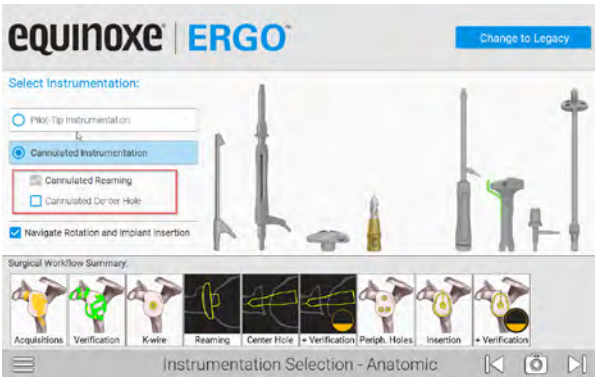 equinoxe | ERGO™
Change to Legacy
Select Instrumentation:
Pilot-Tip Instrumentation
Cannulated Instrumentation
Cannulated Reaming
Cannulated Center Hole
Navigate Rotation and Implant Insertion
Surgical Workflow Summary:
Acquisitions Verification K-wire Reaming Center Hole + Verification Periph. Holes Insertion + Verification
Instrumentation Selection - Anatomic